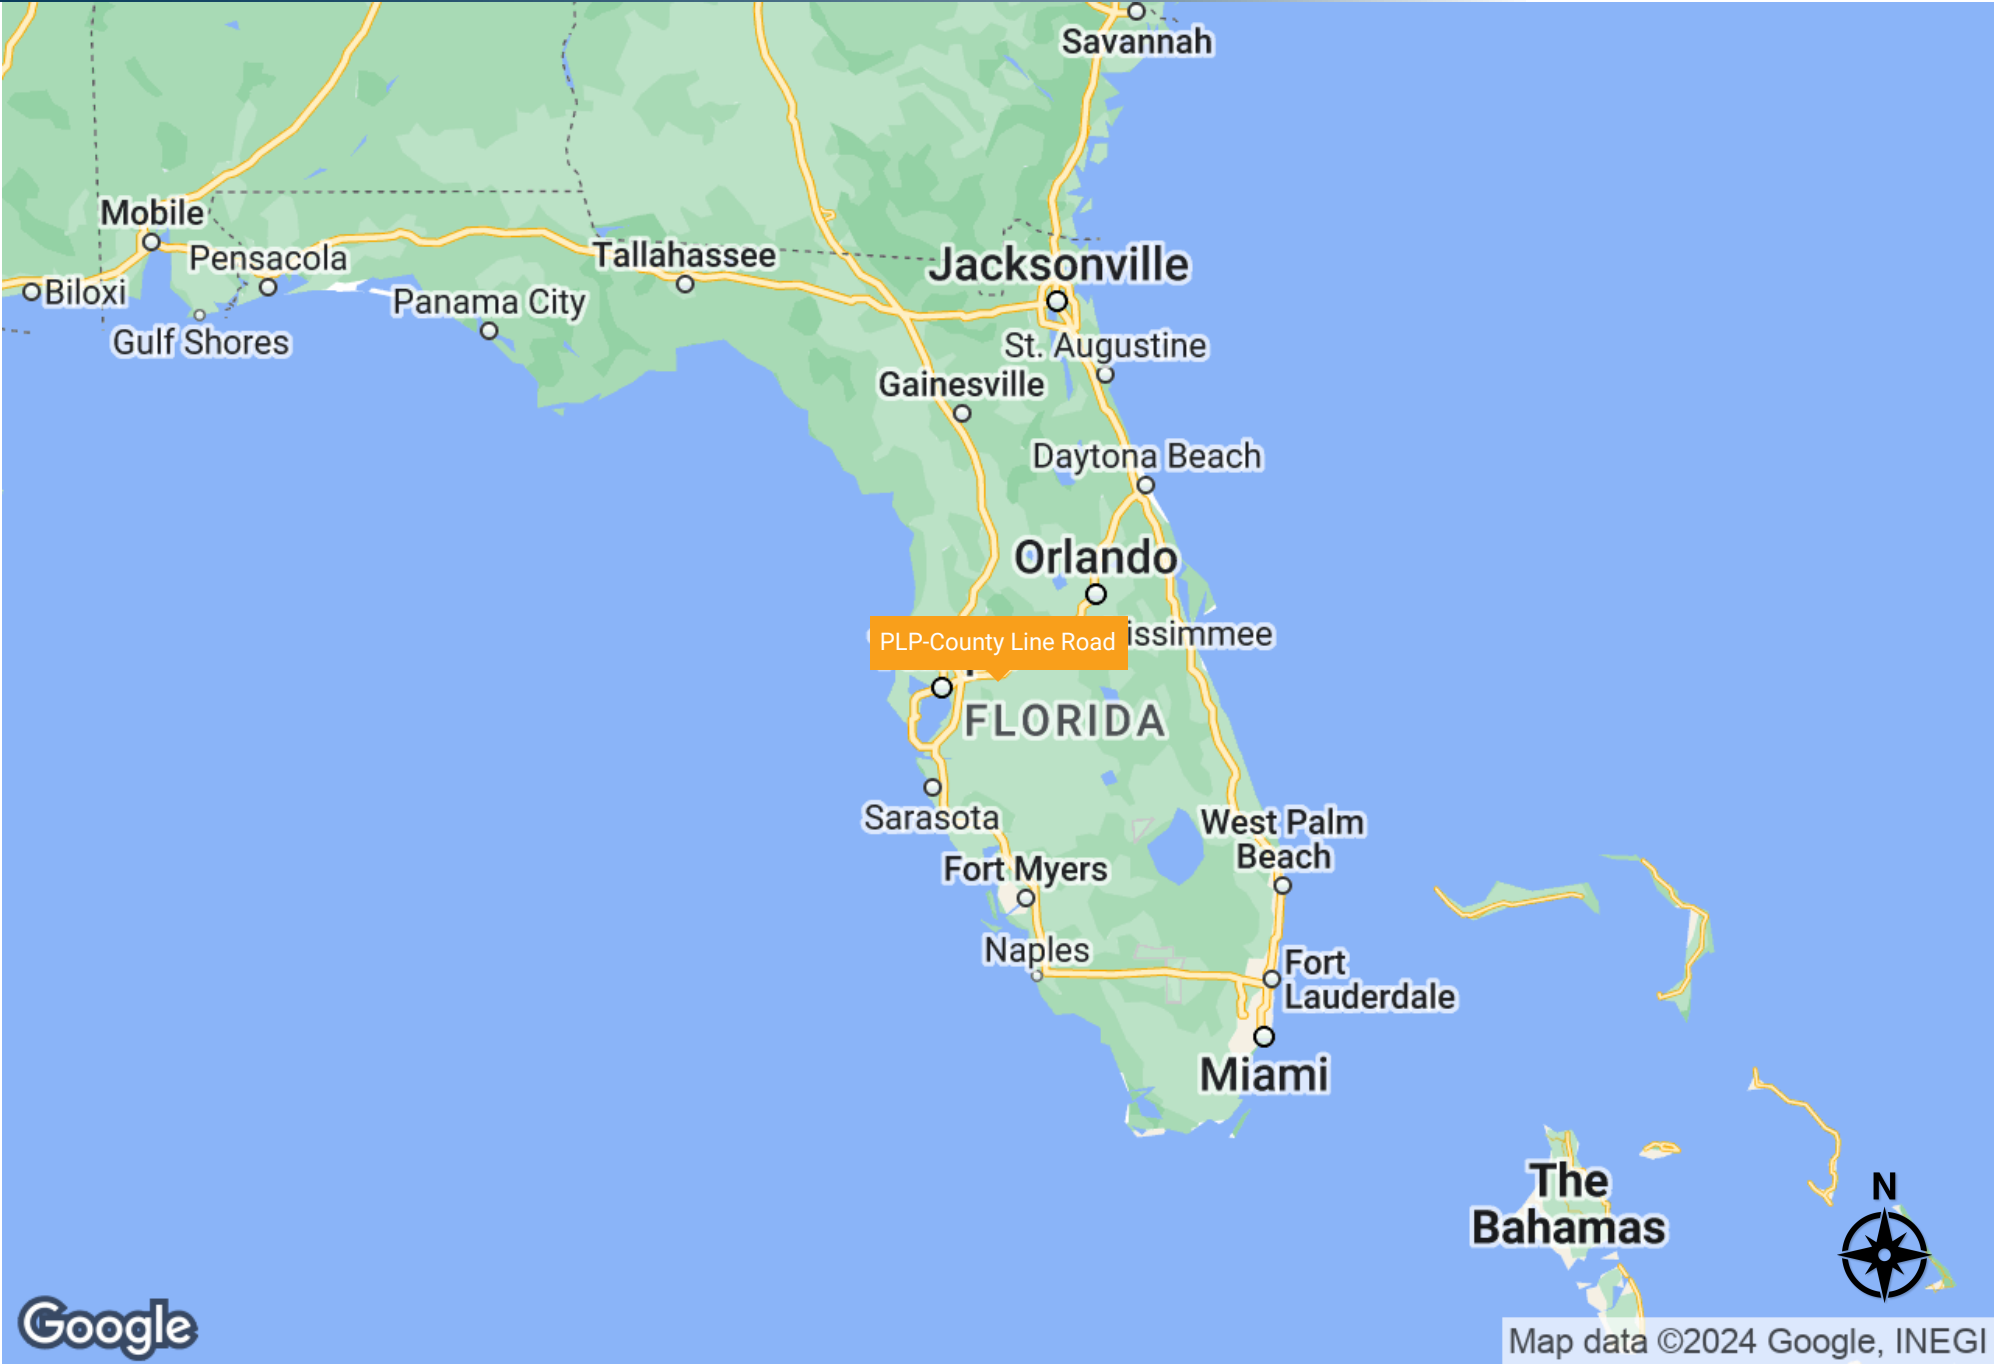 Savannah
Mobile
Pensacola
Tallahassee
Jacksonville
Biloxi
Panama City
Gulf Shores
St. Augustine
Gainesville
Daytona Beach
Orlando
PLP-County Line Road
issimmee
FLORIDA
Sarasota
West Palm
Beach
Fort Myers
Naples
Fort
Lauderdale
Miami
The
Bahamas
N
Google
Map data ©2024 Google, INEGI